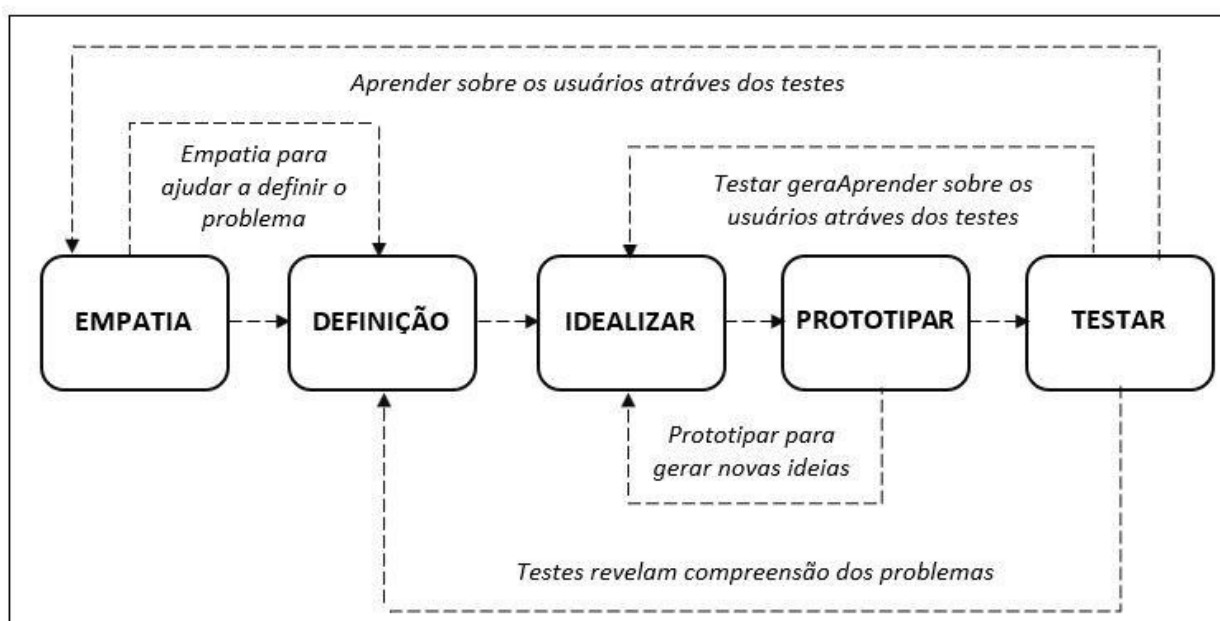 Aprender sobre os usuários atráves dos testes
Empatia para
ajudar a definir o
problema
Testar geraAprender sobre os
usuários atráves dos testes
EMPATIA
DEFINIÇÃO
IDEALIZAR
PROTOTIPAR
TESTAR
Prototipar para
gerar novas ideias
Testes revelam compreensão dos problemas